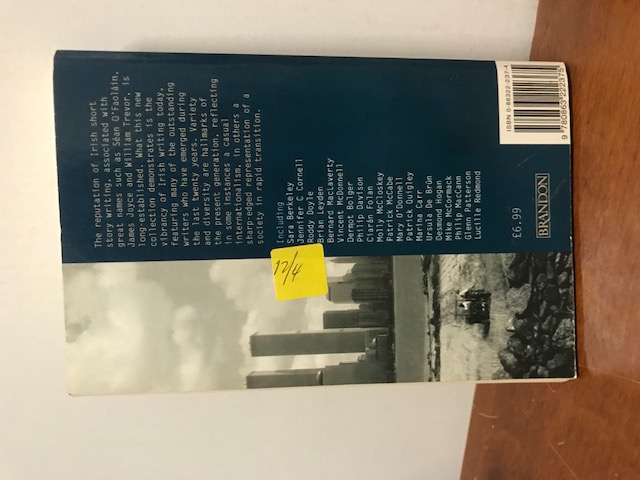 The reputation of Irish short
story writing, associated with
great names such as Séan O'Faoláin,
James Joyce and William Trevor, is
long-established. What this new
collection demonstrates is the
vibrancy of Irish writing today,
featuring many of the outstanding
writers who have emerged during
the last twenty years. Variety
and diversity are hallmarks of
the present generation, reflecting
in some instances a casual
internationalism, in others a
sharp-edged representation of a
society in rapid transition.
Including
Sara Berkeley
Jennifer C Cornell
Roddy Doyle
Brian Leyden
Bernard MacLaverty
Vincent McDonnell
Dermot Bolger
Philip Davison
Ciarán Folan
Molly McCloskey
Patrick McCabe
Mary O'Donnell
Patrick Quigley
Marina Carr
Ursula De Brún
Desmond Hogan
Mike McCormack
Philip MacCann
Glenn Patterson
Lucille Redmond
£6.99
BRANDON
ISBN 0-86322-237-4
9 780863 222375
12/4